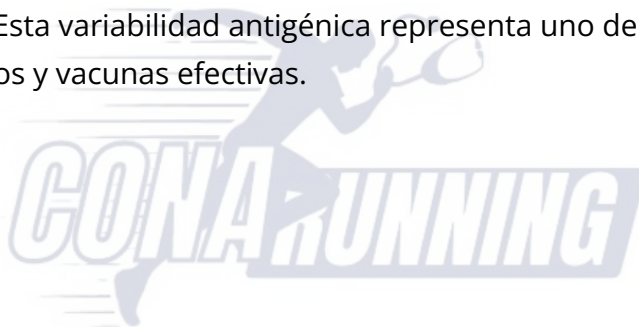 Esta variabilidad antigénica representa uno de
os y vacunas efectivas.
CONARUNNING